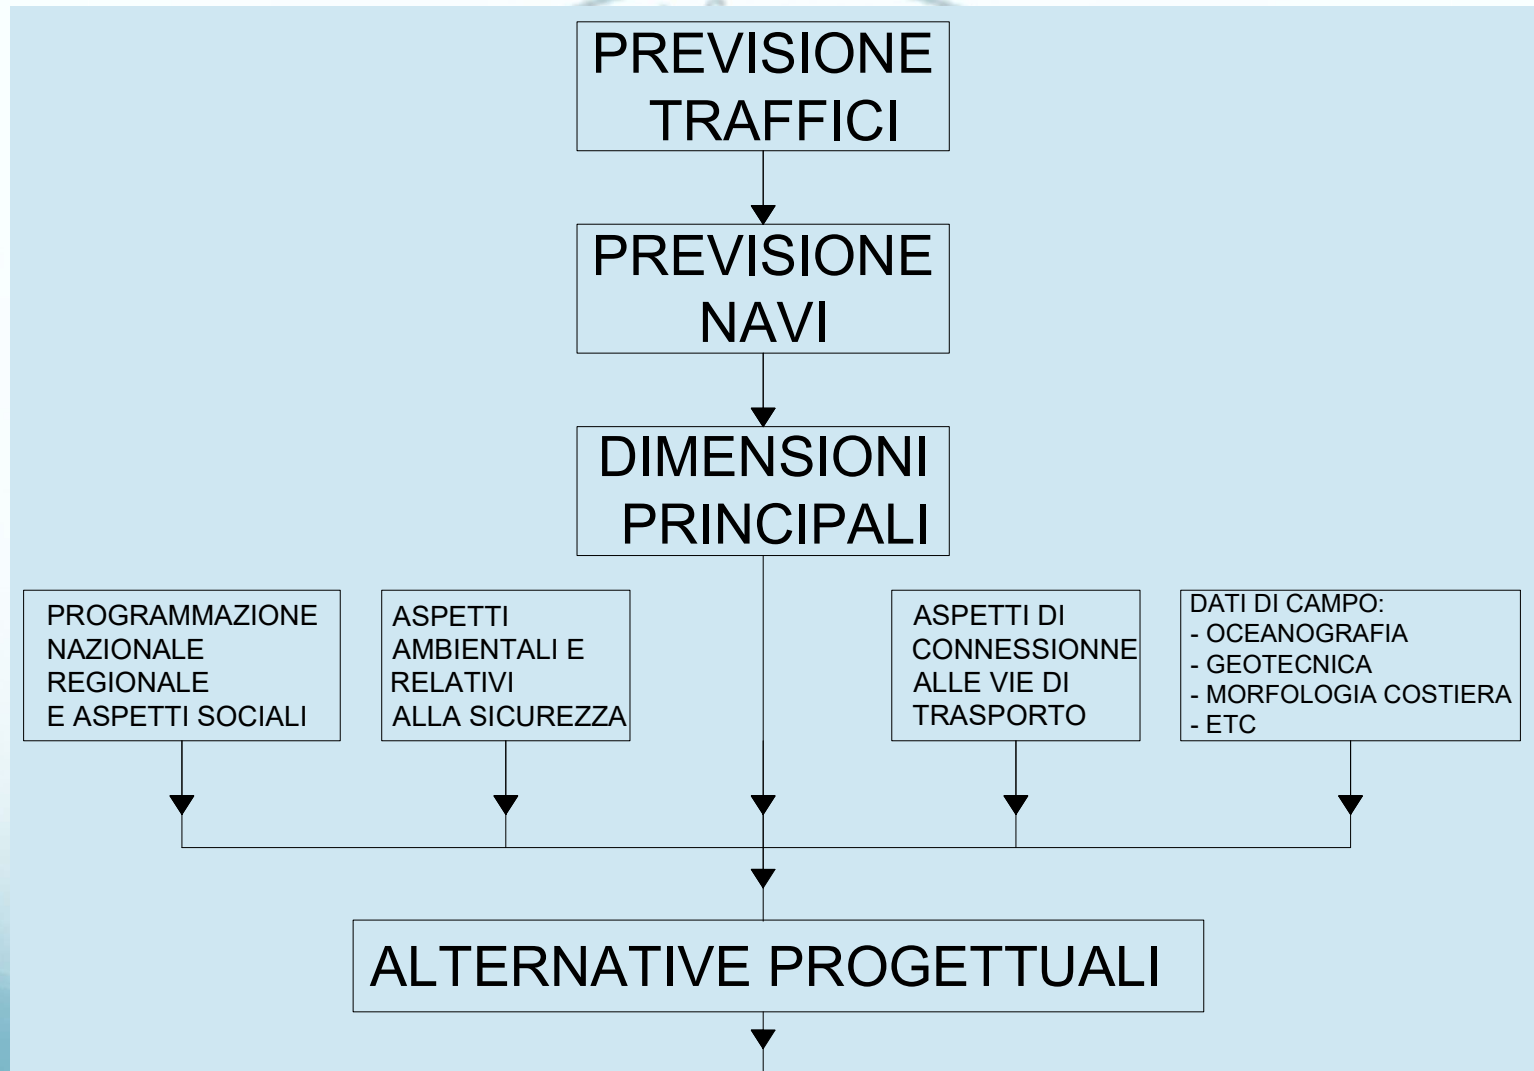 PREVISIONE
TRAFFICI
PREVISIONE
NAVI
DIMENSIONI
PRINCIPALI
PROGRAMMAZIONE
NAZIONALE
REGIONALE
E ASPETTI SOCIALI
ASPETTI
AMBIENTALI E
RELATIVI
ALLA SICUREZZA
ASPETTI DI
CONNESSIONNE
ALLE VIE DI
TRASPORTO
DATI DI CAMPO:
- OCEANOGRAFIA
- GEOTECNICA
- MORFOLOGIA COSTIERA
- ETC
ALTERNATIVE PROGETTUALI